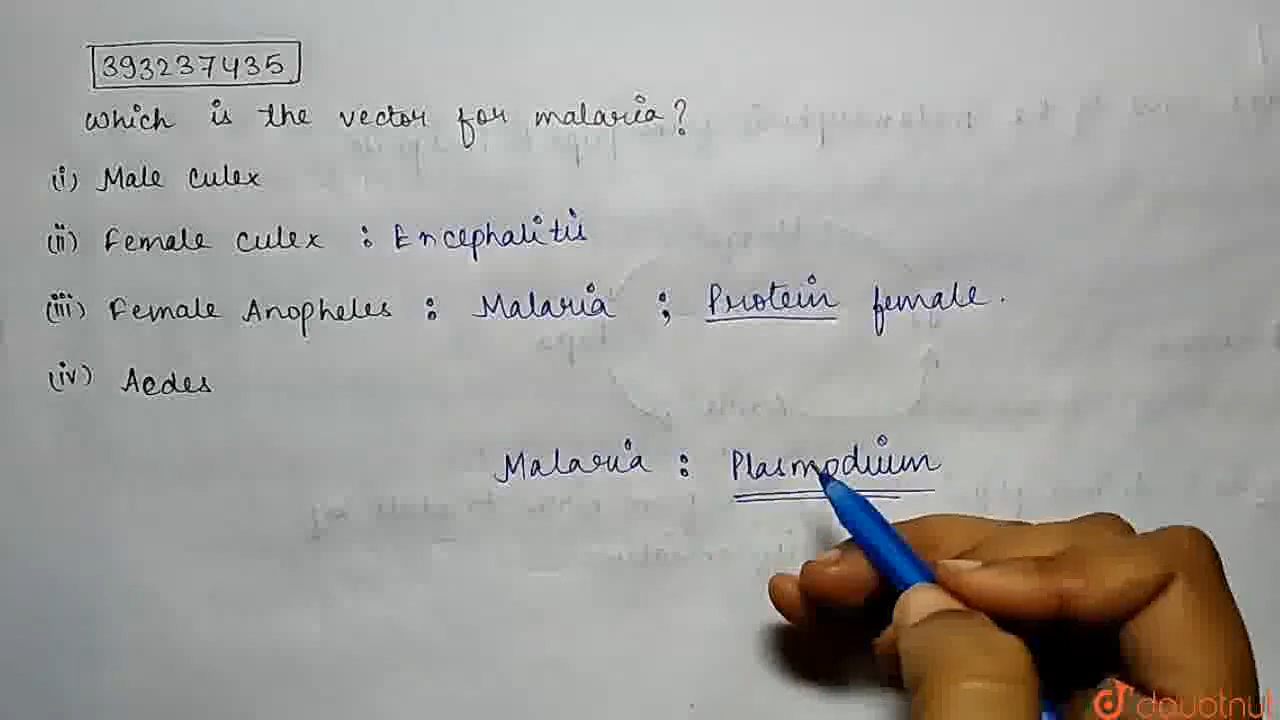 393237435
Which is the vector for malaria?
(i) Male Culex
(ii) Female Culex : Encephalitis
(iii) Female Anopheles : Malaria ; Protein female.
(iv) Aedes
Malaria : Plasmodium
doubtnut